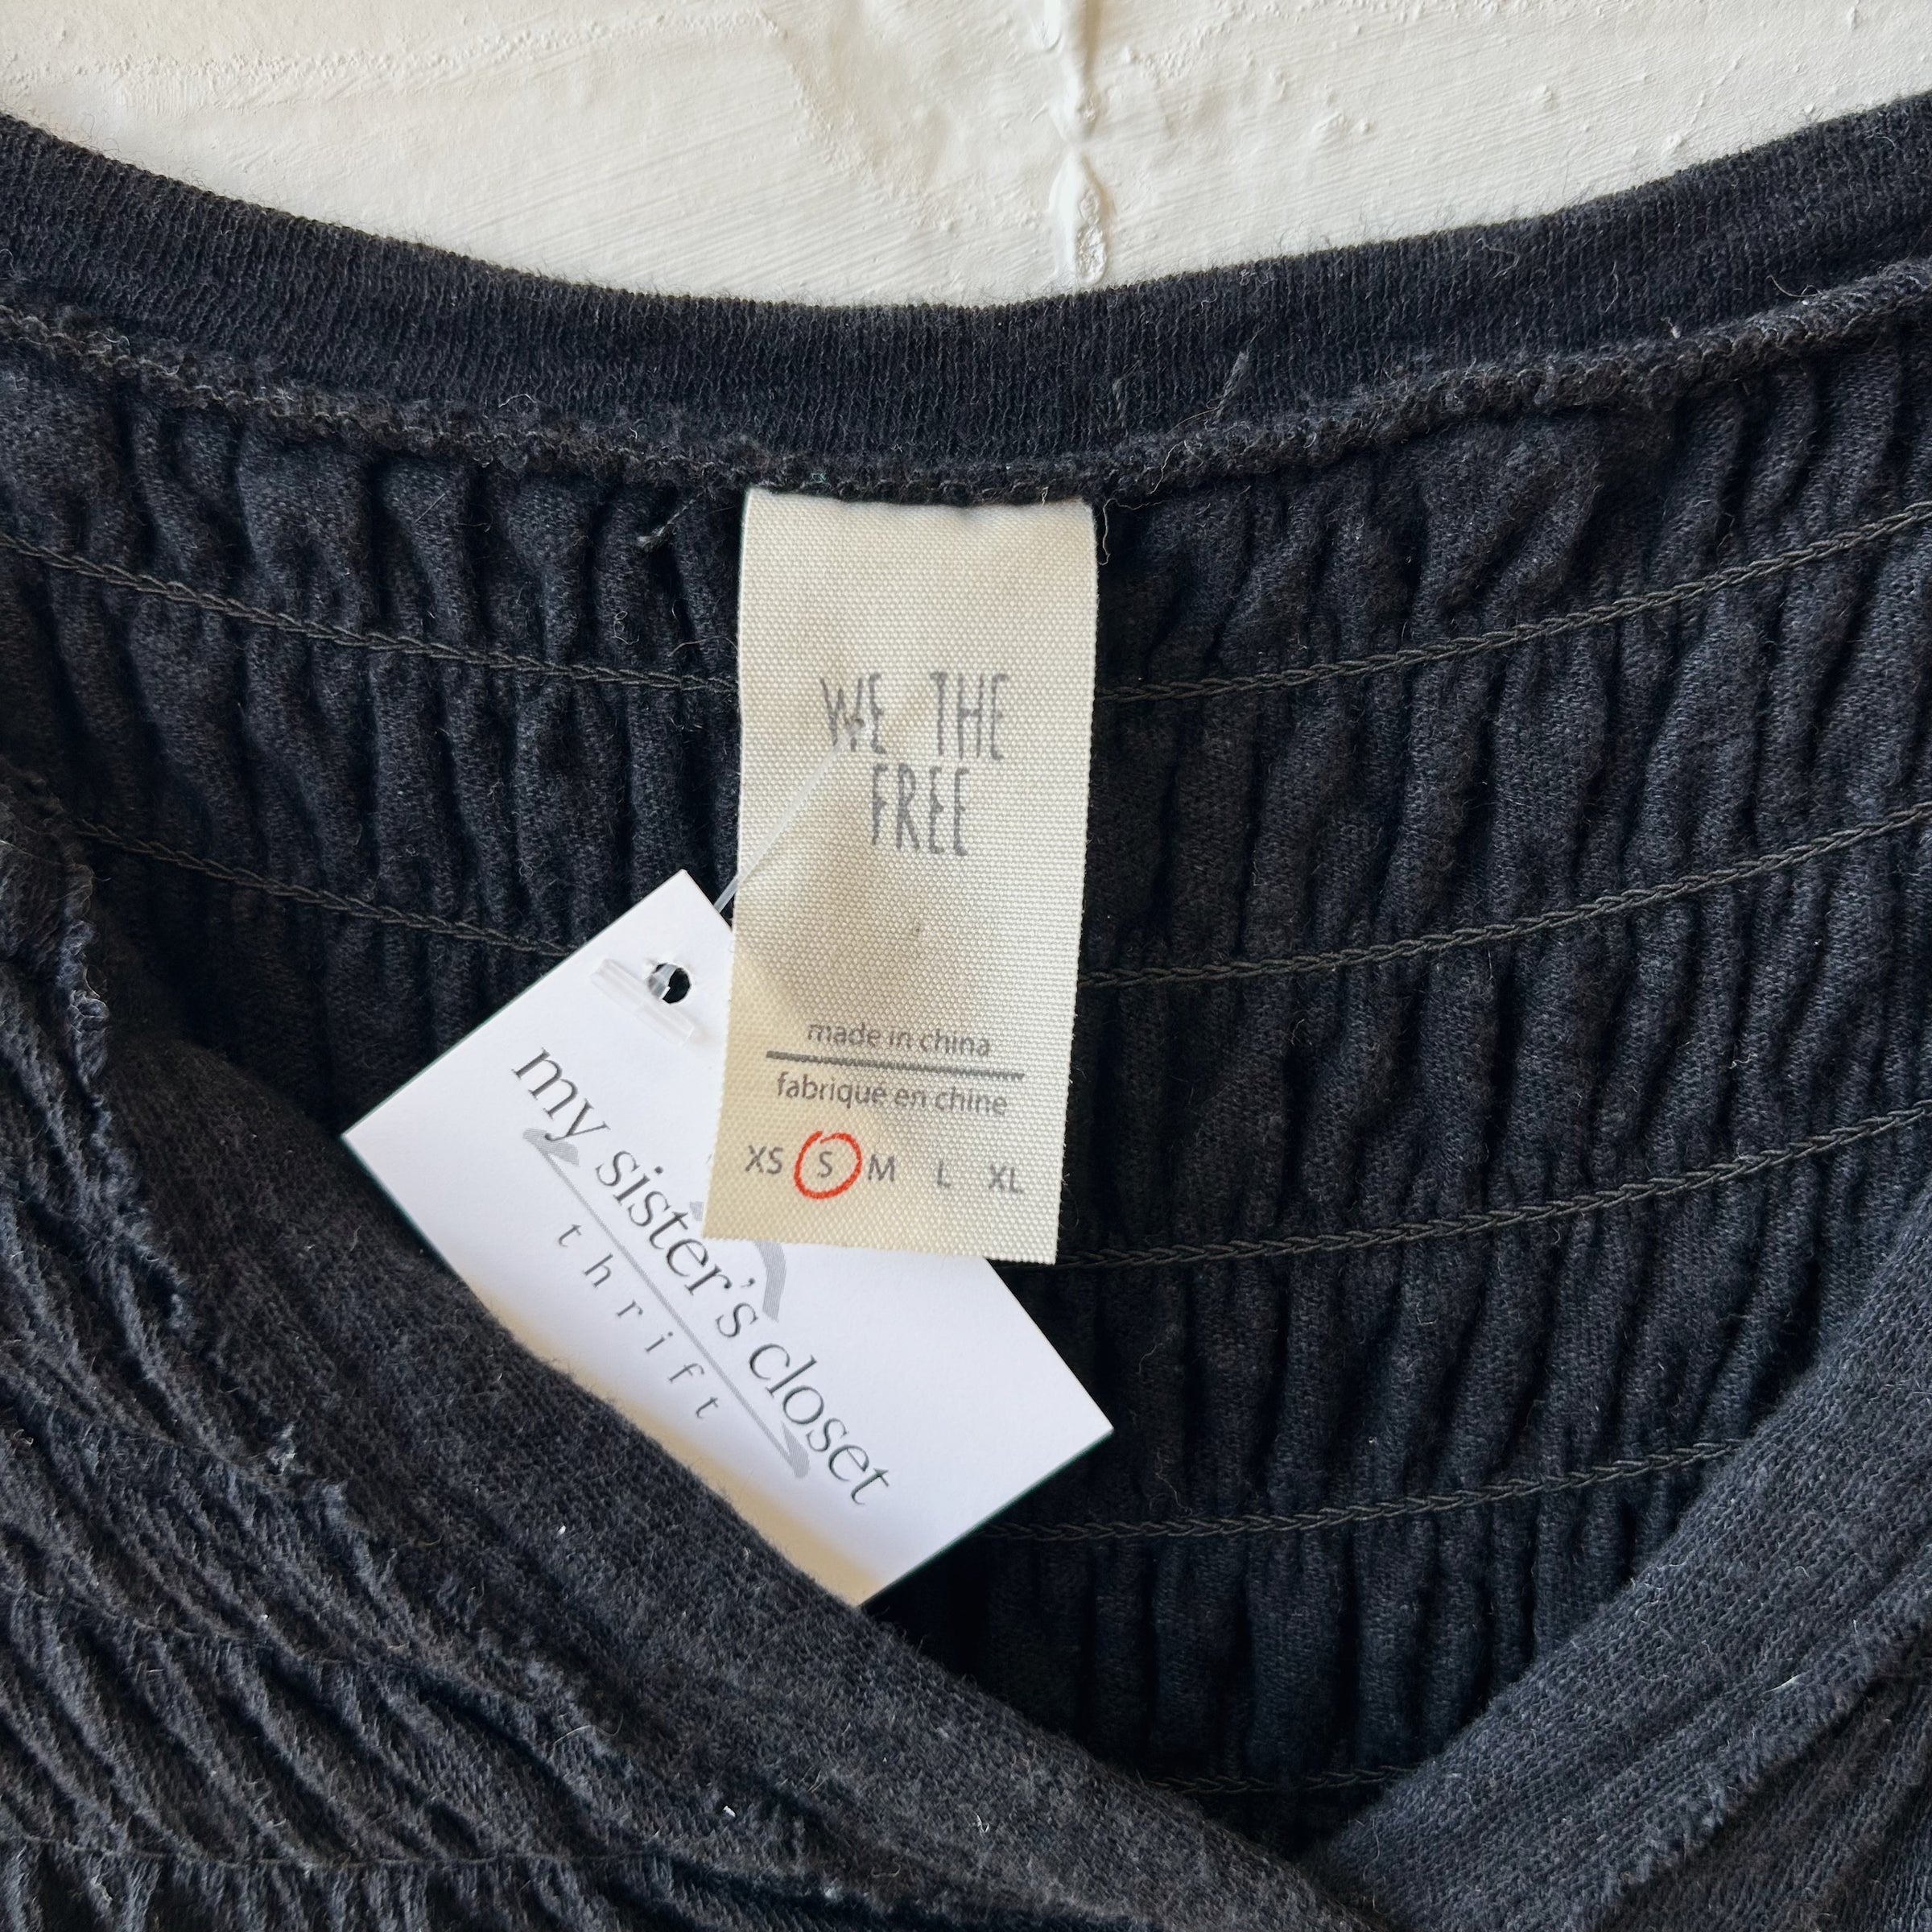 WE THE
FREE
made in china
fabriqué en chine
XS S M L XL
my sister's closet
thrift